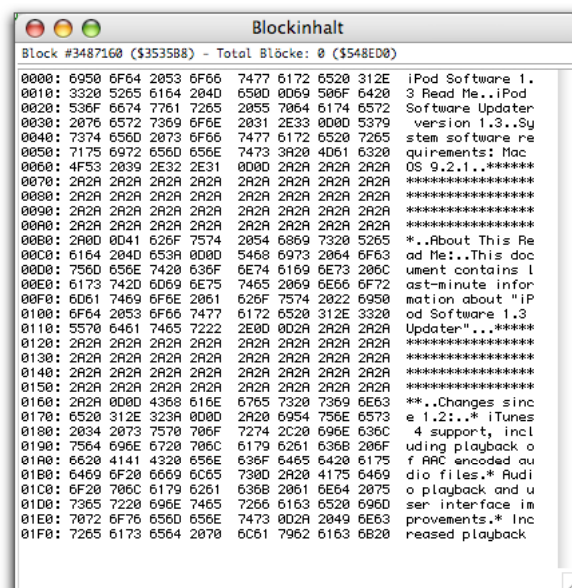 Blockinhalt
Block #3487160 ($3535B8) - Total Blöcke: 0 ($548ED0)
0000: 6950 6F64 2053 6F66 7477 6172 6520 312E iPod Software 1.
0010: 3320 5265 6164 204D 650D 0D69 506F 6420 3 Read Me..iPod
0020: 536F 6674 7761 7265 2055 7064 6174 6572 Software Updater
0030: 2076 6572 7369 6F6E 2031 2E33 0D0D 5379 version 1.3..Sy
0040: 7374 656D 2073 6F66 7477 6172 6520 7265 stem software re
0050: 7175 6972 656D 656E 7473 3A20 4D61 6320 quirements: Mac
0060: 4F53 2039 2E32 2E31 0D0D 2A2A 2A2A 2A2A OS 9.2.1..******
0070: 2A2A 2A2A 2A2A 2A2A 2A2A 2A2A 2A2A 2A2A ****************
0080: 2A2A 2A2A 2A2A 2A2A 2A2A 2A2A 2A2A 2A2A ****************
0090: 2A2A 2A2A 2A2A 2A2A 2A2A 2A2A 2A2A 2A2A ****************
00A0: 2A2A 2A2A 2A2A 2A2A 2A2A 2A2A 2A2A 2A2A ****************
00B0: 2A0D 0D41 626F 7574 2054 6869 7320 5265 *..About This Re
00C0: 6164 204D 653A 0D0D 5468 6973 2064 6F63 ad Me:..This doc
00D0: 756D 656E 7420 636F 6E74 6169 6E73 206C ument contains l
00E0: 6173 742D 6D69 6E75 7465 2069 6E66 6F72 ast-minute infor
00F0: 6D61 7469 6F6E 2061 626F 7574 2022 6950 mation about "iP
0100: 6F64 2053 6F66 7477 6172 6520 312E 3320 od Software 1.3
0110: 5570 6461 7465 7222 2E0D 0D2A 2A2A 2A2A Updater"...*****
0120: 2A2A 2A2A 2A2A 2A2A 2A2A 2A2A 2A2A 2A2A ****************
0130: 2A2A 2A2A 2A2A 2A2A 2A2A 2A2A 2A2A 2A2A ****************
0140: 2A2A 2A2A 2A2A 2A2A 2A2A 2A2A 2A2A 2A2A ****************
0150: 2A2A 2A2A 2A2A 2A2A 2A2A 2A2A 2A2A 2A2A ****************
0160: 2A2A 0D0D 4368 616E 6765 7320 7369 6E63 **..Changes sinc
0170: 6520 312E 323A 0D0D 2A20 6954 756E 6573 e 1.2:..* iTunes
0180: 2034 2073 7570 706F 7274 2C20 696E 636C 4 support, incl
0190: 7564 696E 6720 706C 6179 6261 636B 206F uding playback o
01A0: 6620 4141 4320 656E 636F 6465 6420 6175 f AAC encoded au
01B0: 6469 6F20 6669 6C65 730D 2A20 4175 6469 dio files.* Audi
01C0: 6F20 706C 6179 6261 636B 2061 6E64 2075 o playback and u
01D0: 7365 7220 696E 7465 7266 6163 6520 696D ser interface im
01E0: 7072 6F76 656D 656E 7473 0D2A 2049 6E63 provements.* Inc
01F0: 7265 6173 6564 2070 6C61 7962 6163 6B20 reased playback